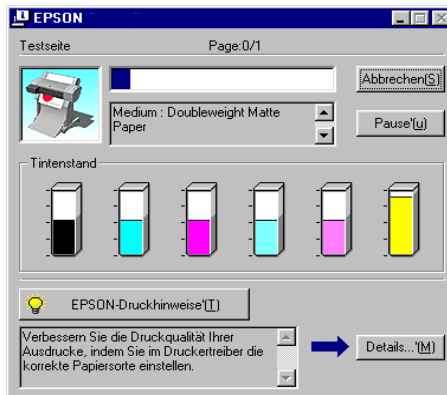 EPSON
Testseite Page:0/1
Abbrechen(S)
Medium : Doubleweight Matte
Paper
Pause'(u)
Tintenstand
EPSON-Druckhinweise'(T)
Verbessern Sie die Druckqualität Ihrer
Ausdrucke, indem Sie im Druckertreiber die
korrekte Papiersorte einstellen.
Details...'(M)